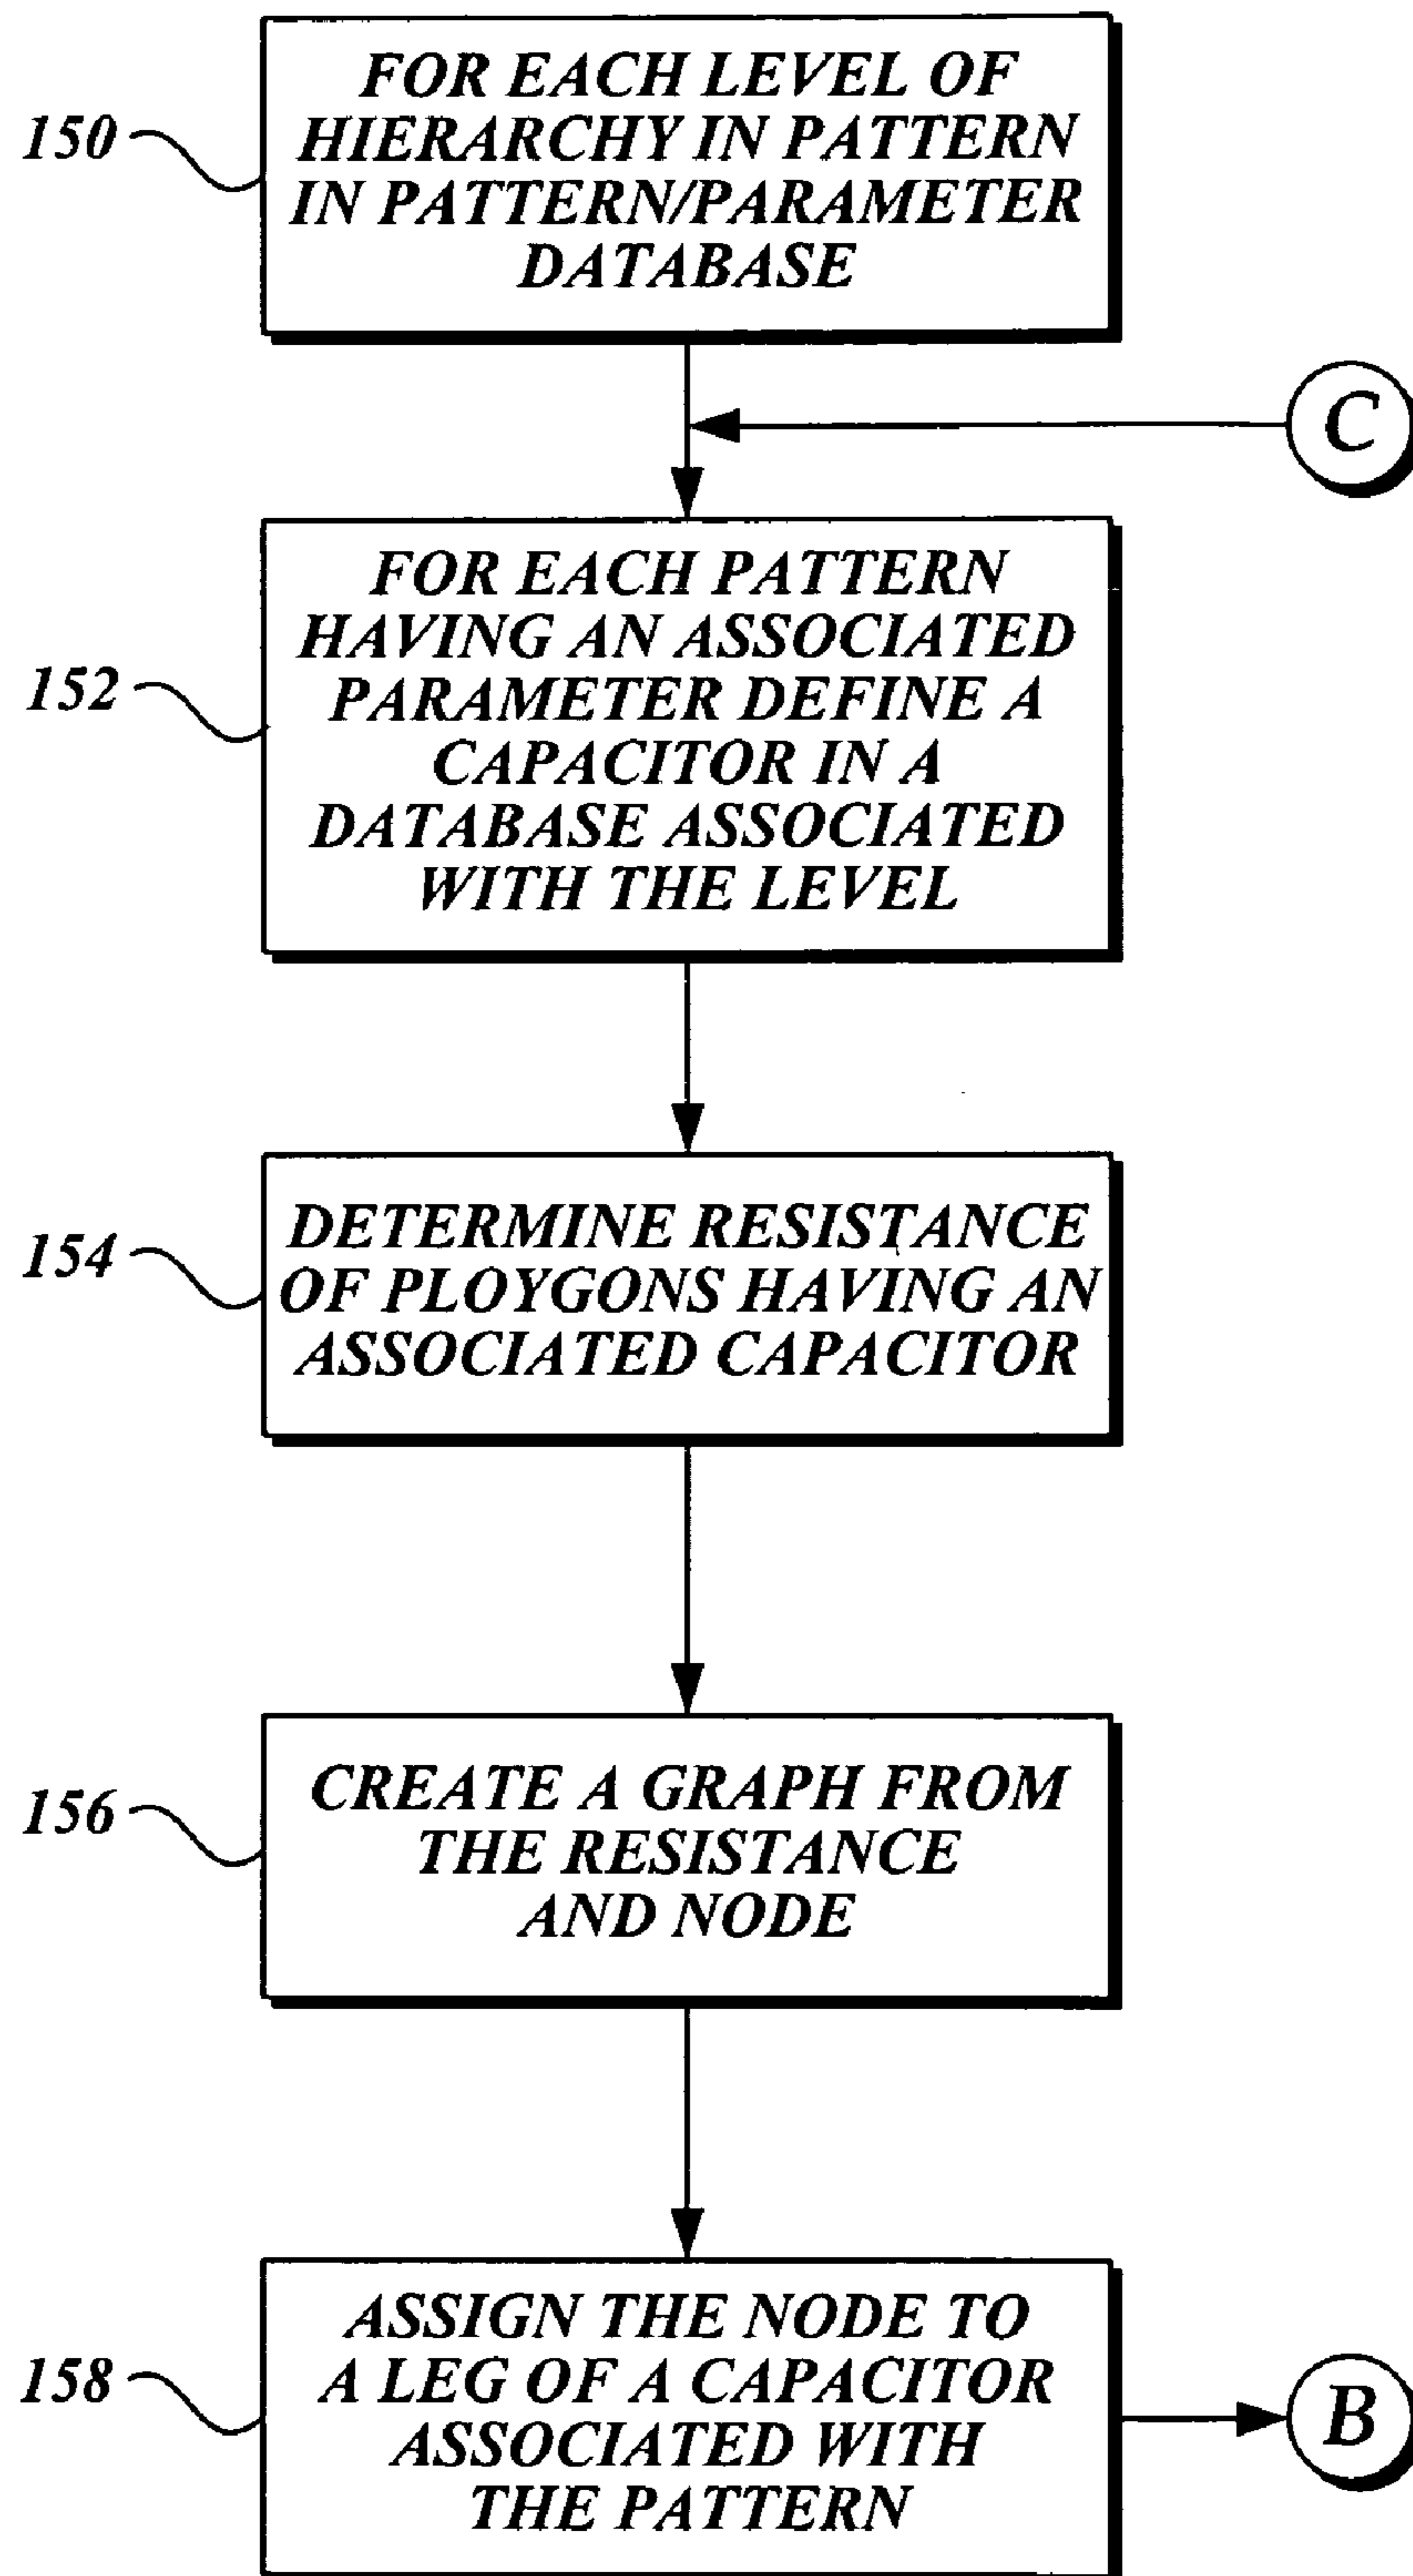 FOR EACH LEVEL OF
HIERARCHY IN PATTERN
IN PATTERN/PARAMETER
DATABASE
150
C
FOR EACH PATTERN
HAVING AN ASSOCIATED
PARAMETER DEFINE A
CAPACITOR IN A
DATABASE ASSOCIATED
WITH THE LEVEL
152
DETERMINE RESISTANCE
OF PLOYGONS HAVING AN
ASSOCIATED CAPACITOR
154
CREATE A GRAPH FROM
THE RESISTANCE
AND NODE
156
ASSIGN THE NODE TO
A LEG OF A CAPACITOR
ASSOCIATED WITH
THE PATTERN
158
B